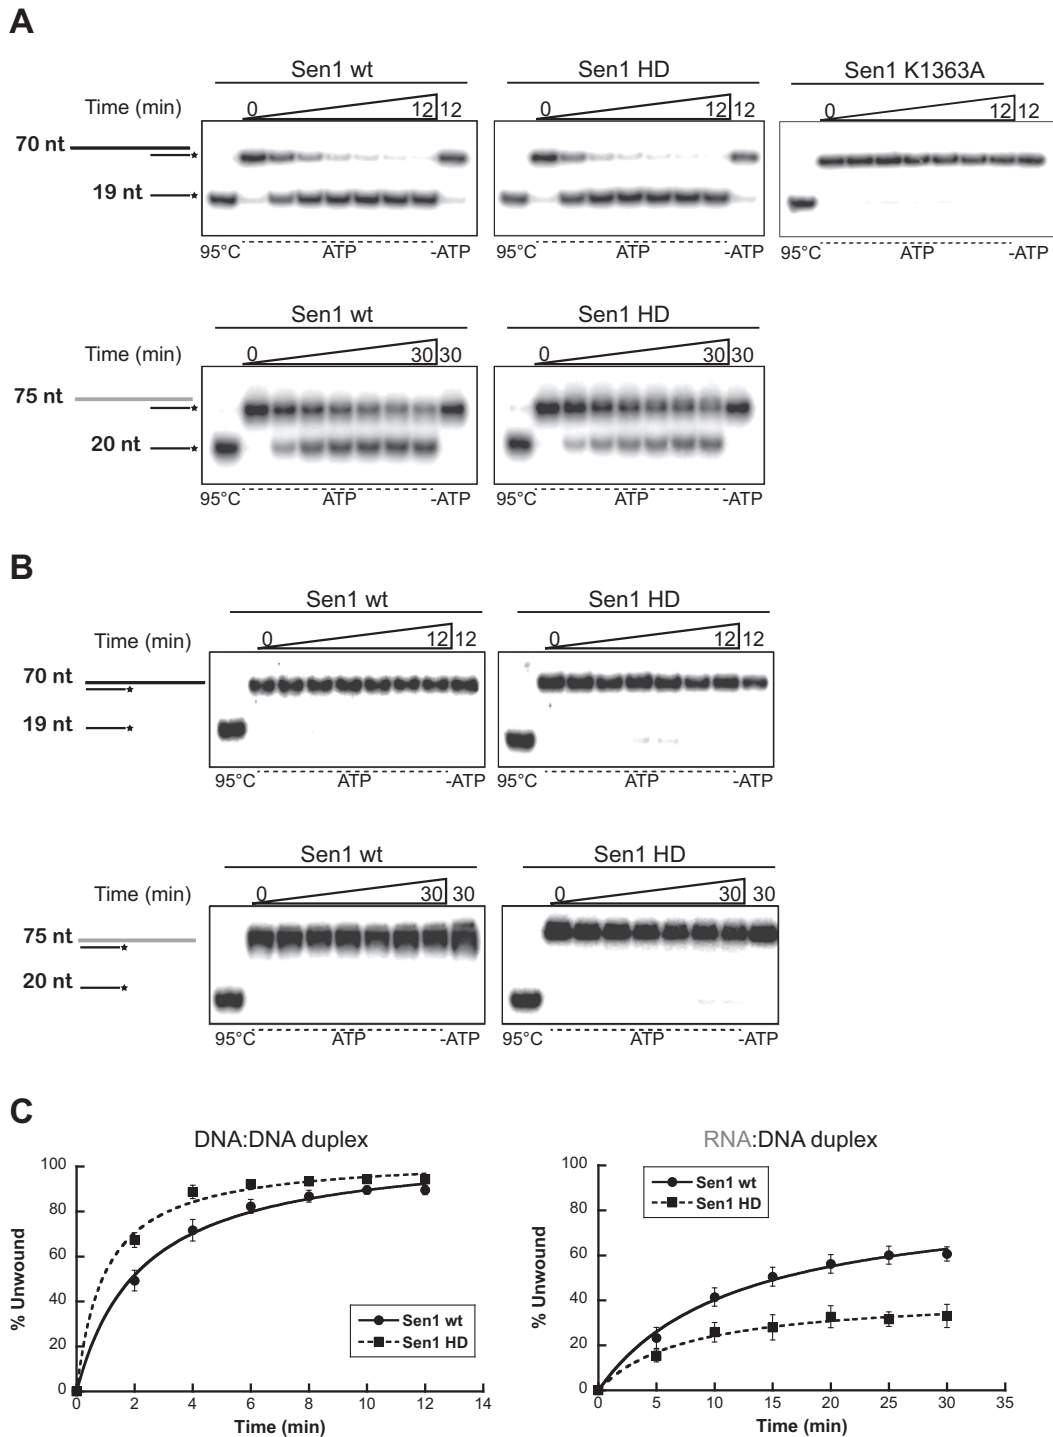 A
Sen1 wt
Sen1 HD
Sen1 K1363A
Time (min)
0
12
12
0
12
12
0
12
12
70 nt
19 nt
95°C
ATP
-ATP
95°C
ATP
-ATP
95°C
ATP
-ATP
Sen1 wt
Sen1 HD
Time (min)
0
30
30
0
30
30
75 nt
20 nt
95°C
ATP
-ATP
95°C
ATP
-ATP
B
Sen1 wt
Sen1 HD
Time (min)
0
12
12
0
12
12
70 nt
19 nt
95°C
ATP
-ATP
95°C
ATP
-ATP
Sen1 wt
Sen1 HD
Time (min)
0
30
30
0
30
30
75 nt
20 nt
95°C
ATP
-ATP
95°C
ATP
-ATP
C
DNA:DNA duplex
100
80
60
40
20
0
% Unwound
Sen1 wt
Sen1 HD
0 2 4 6 8 10 12 14
Time (min)
RNA:DNA duplex
100
80
60
40
20
0
% Unwound
Sen1 wt
Sen1 HD
0 5 10 15 20 25 30 35
Time (min)